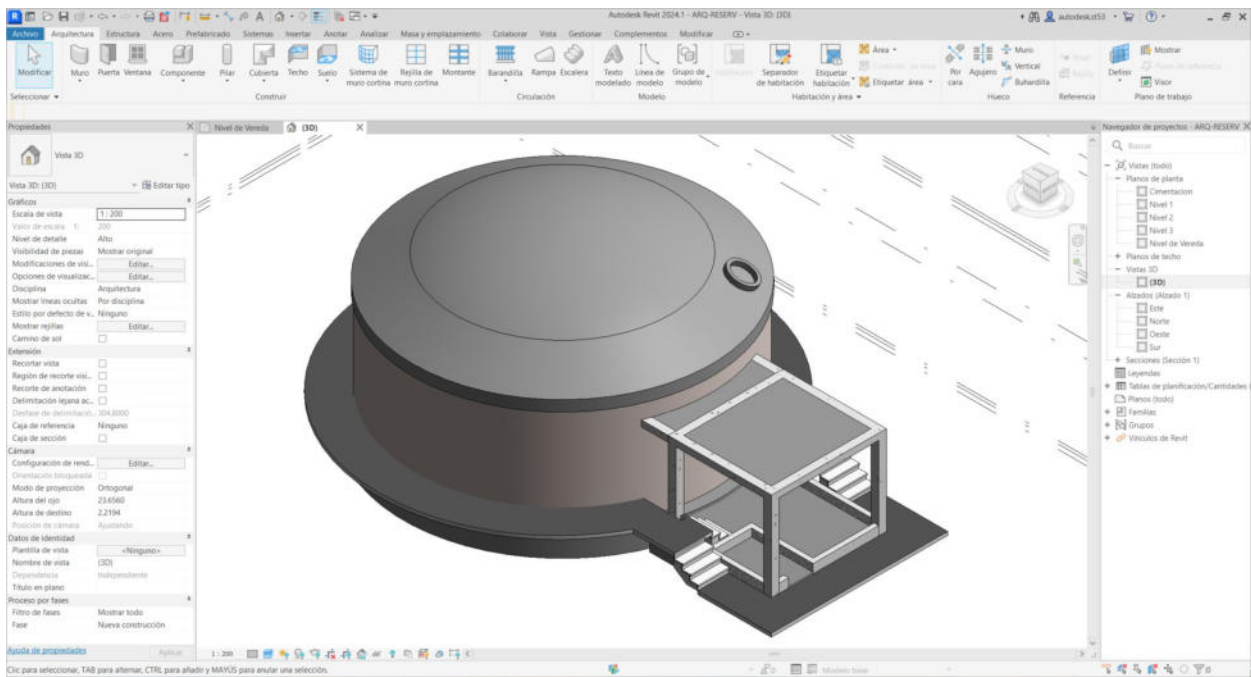 Autodesk Revit 2024.1 - ARQ-RESERV - Vista 3D: {3D}
autodesk.st53
Archivo Arquitectura Estructura Acero Prefabricado Sistemas Insertar Anotar Analizar Masa y emplazamiento Colaborar Vista Gestionar Complementos Modificar
Modificar
Muro Puerta Ventana Componente Pilar Cubierta Techo Suelo Sistema de muro cortina Rejilla de muro cortina Montante
Barandilla Rampa Escalera
Texto modelado Línea de modelo Grupo de modelo
Separador de habitación Etiquetar habitación
Área
Etiquetar área
Por cara Agujero Muro Vertical Buhardilla
Definir Mostrar Visor
Seleccionar Construir Circulación Modelo Habitación y área Hueco Referencia Plano de trabajo
Propiedades
Vista 3D
Vista 3D: {3D} Editar tipo
Gráficos
Escala de vista 1 : 200
Valor de escala 1: 200
Nivel de detalle Alto
Visibilidad de piezas Mostrar original
Modificaciones de visi... Editar...
Opciones de visualizac... Editar...
Disciplina Arquitectura
Mostrar líneas ocultas Por disciplina
Estilo por defecto de v... Ninguno
Mostrar rejillas Editar...
Camino de sol
Extensión
Recortar vista
Región de recorte visi...
Recorte de anotación
Delimitación lejana ac...
Desfase de delimitació... 304.8000
Caja de referencia Ninguno
Caja de sección
Cámara
Configuración de rend... Editar...
Orientación bloqueada
Modo de proyección Ortogonal
Altura del ojo 23.6560
Altura de destino 2.2194
Posición de cámara Ajustando
Datos de identidad
Plantilla de vista <Ninguno>
Nombre de vista {3D}
Dependencia Independiente
Título en plano
Proceso por fases
Filtro de fases Mostrar todo
Fase Nueva construcción
Ayuda de propiedades Aplicar
Nivel de Vereda {3D}
1 : 200
Navegador de proyectos - ARQ-RESERV
Buscar
Vistas (todo)
Planos de planta
Cimentacion
Nivel 1
Nivel 2
Nivel 3
Nivel de Vereda
Planos de techo
Vistas 3D
{3D}
Alzados (Alzado 1)
Este
Norte
Oeste
Sur
Secciones (Sección 1)
Leyendas
Tablas de planificación/Cantidades
Planos (todo)
Familias
Grupos
Vínculos de Revit
Clic para seleccionar, TAB para alternar, CTRL para añadir y MAYÚS para anular una selección.
Modelo base